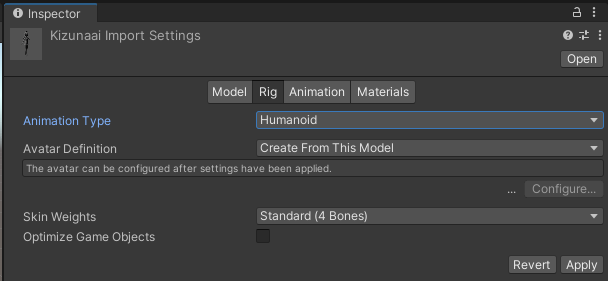 Inspector
Kizunaai Import Settings
Open
Model Rig Animation Materials
Animation Type Humanoid
Avatar Definition Create From This Model
The avatar can be configured after settings have been applied.
... Configure...
Skin Weights Standard (4 Bones)
Optimize Game Objects
Revert Apply